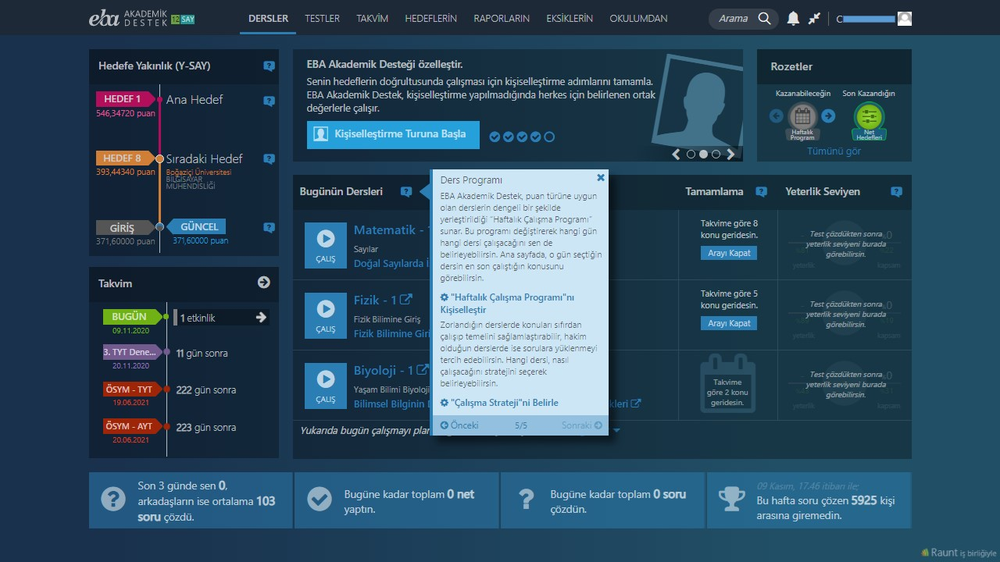 eba AKADEMİK DESTEK 12 SAY
DERSLER TESTLER TAKVİM HEDEFLERİN RAPORLARIN EKSİKLERİN OKULUMDAN
Arama
C
Hedefe Yakınlık (Y-SAY)
HEDEF 1 Ana Hedef
546,34720 puan
HEDEF 8 Sıradaki Hedef
393,44340 puan Boğaziçi Üniversitesi
BİLGİSAYAR
MÜHENDİSLİĞİ
GİRİŞ GÜNCEL
371,60000 puan 371,60000 puan
Takvim
BUGÜN 1 etkinlik
09.11.2020
3. TYT Dene... 11 gün sonra
20.11.2020
ÖSYM - TYT 222 gün sonra
19.06.2021
ÖSYM - AYT 223 gün sonra
20.06.2021
EBA Akademik Desteği özelleştir.
Senin hedeflerin doğrultusunda çalışması için kişiselleştirme adımlarını tamamla.
EBA Akademik Destek, kişiselleştirme yapılmadığında herkes için belirlenen ortak
değerlerle çalışır.
Kişiselleştirme Turuna Başla
Rozetler
Kazanabileceğin Son Kazandığın
Haftalık Program
Net Hedefleri
Tümünü gör
Bugünün Dersleri Tamamlama Yeterlik Seviyen
ÇALIŞ
Matematik -
Sayılar
Doğal Sayılarda
Takvime göre 8
konu geridesin.
Arayı Kapat
Test çözdükten sonra
yeterlik seviyeni burada
görebilirsin.
yeterlik kapsam
ÇALIŞ
Fizik - 1
Fizik Bilimine Giriş
Fizik Bilimine
Takvime göre 5
konu geridesin.
Arayı Kapat
Test çözdükten sonra
yeterlik seviyeni burada
görebilirsin.
yeterlik kapsam
ÇALIŞ
Biyoloji - 1
Yaşam Bilimi Biyoloji
Bilimsel Bilginin
Takvime
göre 2 konu
geridesin.
Test çözdükten sonra
yeterlik seviyeni burada
görebilirsin.
yeterlik kapsam
Yukarıda bugün çalışmayı
Ders Programı
EBA Akademik Destek, puan türüne uygun
olan derslerin dengeli bir şekilde
yerleştirildiği "Haftalık Çalışma Programı"
sunar. Bu programı değiştirerek hangi gün
hangi dersi çalışacağını sen de
belirleyebilirsin. Ana sayfada, o gün seçtiğin
dersin en son çalıştığın konusunu
görebilirsin.
"Haftalık Çalışma Programı"nı
Kişiselleştir
Zorlandığın derslerde konuları sıfırdan
çalışıp temelini sağlamlaştırabilir, hakim
olduğun derslerde ise sorulara yüklenmeyi
tercih edebilirsin. Hangi dersi, nasıl
çalışacağını stratejini seçerek
belirleyebilirsin.
"Çalışma Strateji"ni Belirle
Önceki 5/5 Sonraki
Son 3 günde sen 0,
arkadaşların ise ortalama 103
soru çözdü.
Bugüne kadar toplam 0 net
yaptın.
Bugüne kadar toplam 0 soru
çözdün.
09 Kasım, 17.46 itibarı ile;
Bu hafta soru çözen 5925 kişi
arasına giremedin.
Raunt iş birliğiyle